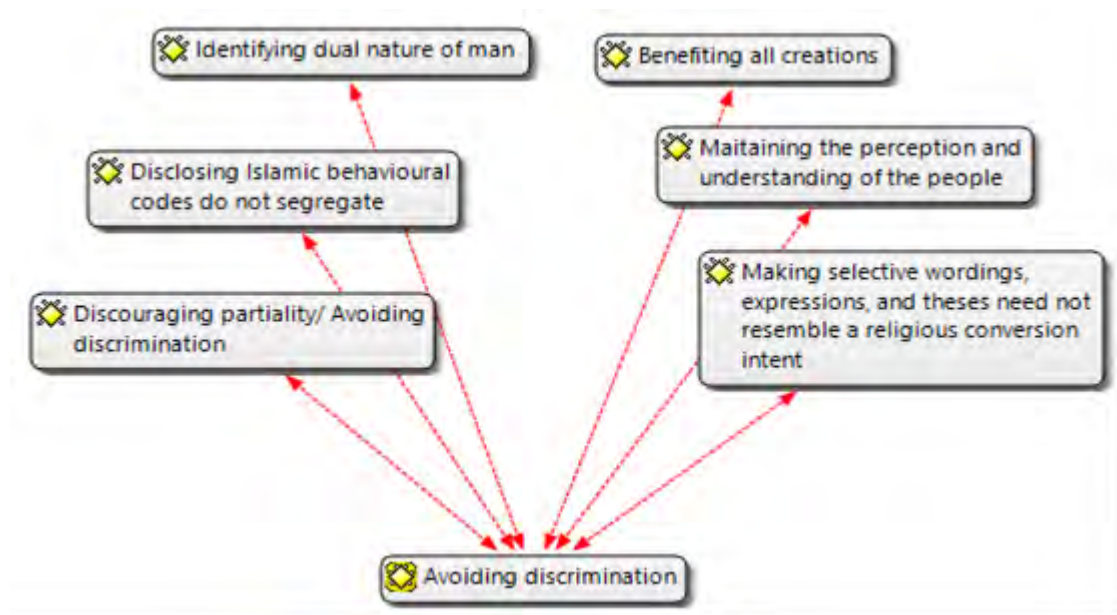 Identifying dual nature of man
Benefiting all creations
Disclosing Islamic behavioural
codes do not segregate
Maitaining the perception and
understanding of the people
Discouraging partiality/ Avoiding
discrimination
Making selective wordings,
expressions, and theses need not
resemble a religious conversion
intent
Avoiding discrimination